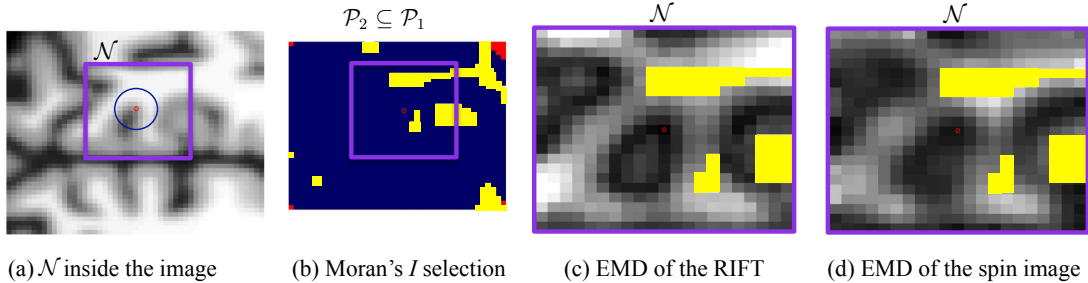 𝒩
𝒫₂ ⊆ 𝒫₁
𝒩
𝒩
(a) 𝒩 inside the image
(b) Moran's I selection
(c) EMD of the RIFT
(d) EMD of the spin image